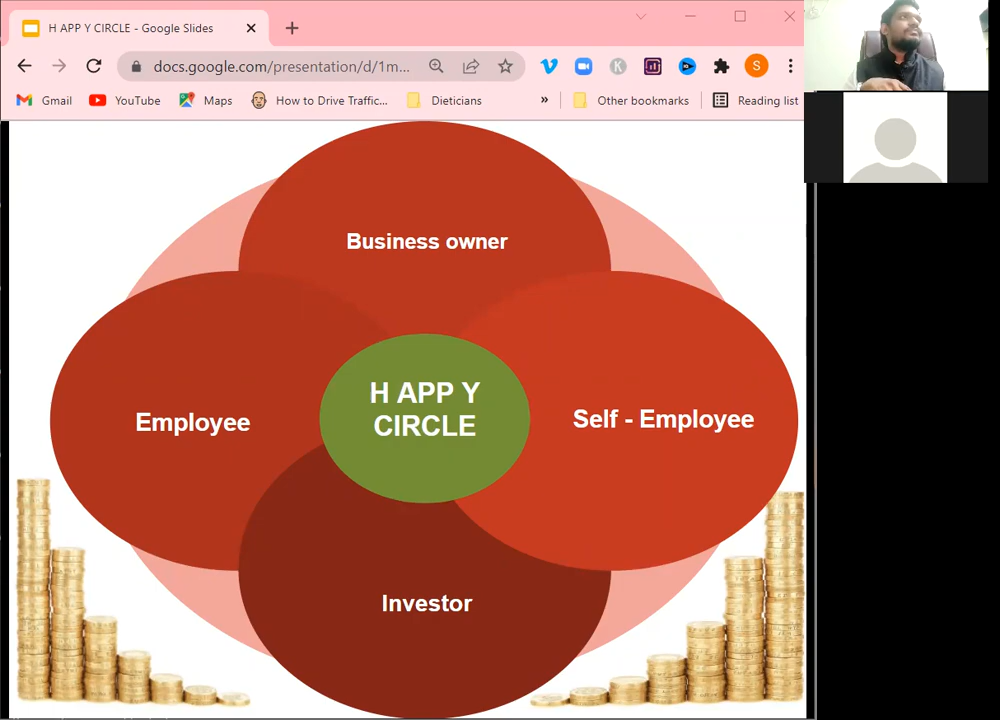 H APP Y CIRCLE - Google Slides
docs.google.com/presentation/d/1m...
S
Gmail
YouTube
Maps
How to Drive Traffic...
Dieticians
»
Other bookmarks
Reading list
Business owner
H APP Y
CIRCLE
Employee
Self - Employee
Investor